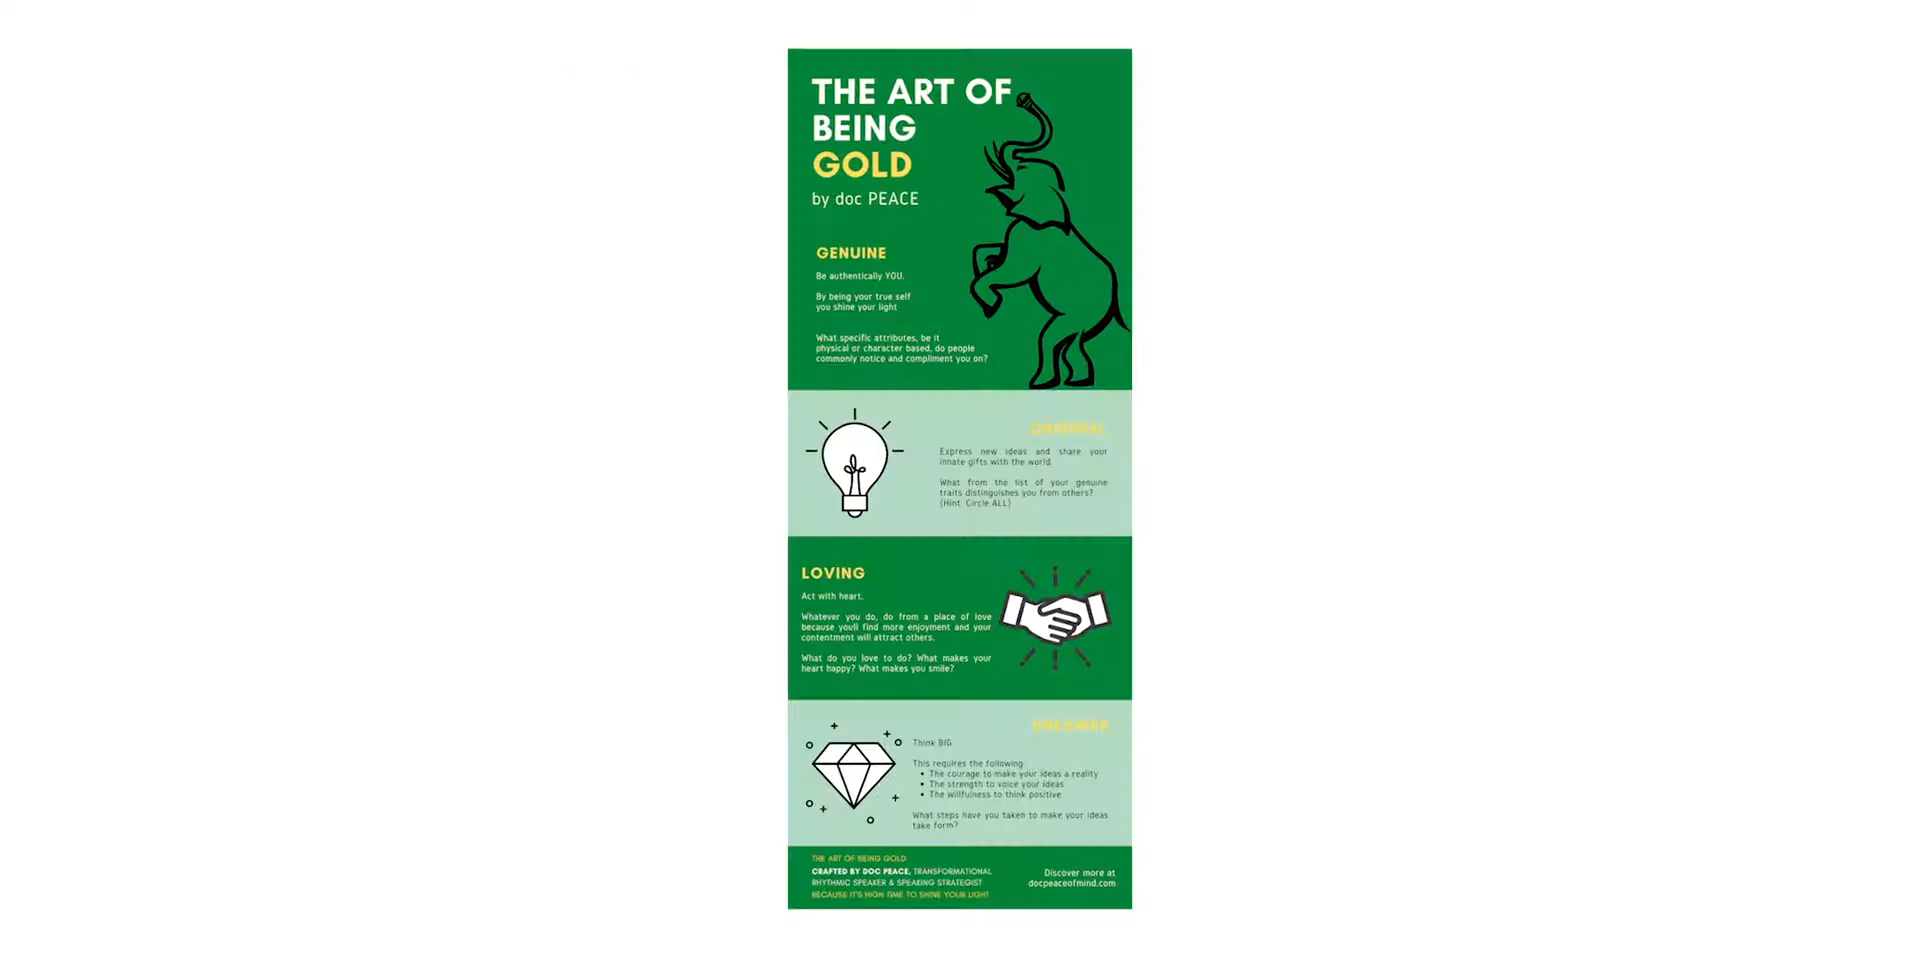 THE ART OF
BEING
GOLD
by doc PEACE
GENUINE
Be authentically YOU.
By being your true self
you shine your light
What specific attributes, be it
physical or character based, do people
commonly notice and compliment you on?
ORIGINAL
Express new ideas and share your
innate gifts with the world.
What from the list of your genuine
traits distinguishes you from others?
(Hint: Circle ALL)
LOVING
Act with heart.
Whatever you do, do from a place of love
because you'll find more enjoyment and your
contentment will attract others.
What do you love to do? What makes your
heart happy? What makes you smile?
Think BIG
This requires the following:
• The courage to make your ideas a reality
• The strength to voice your ideas
• The willfulness to think positive
What steps have you taken to make your ideas
take form?
THE ART OF BEING GOLD
CRAFTED BY DOC PEACE, TRANSFORMATIONAL
RHYTHMIC SPEAKER & SPEAKING STRATEGIST
BECAUSE IT'S HIGH TIME TO SHINE YOUR LIGHT
Discover more at
docpeaceofmind.com